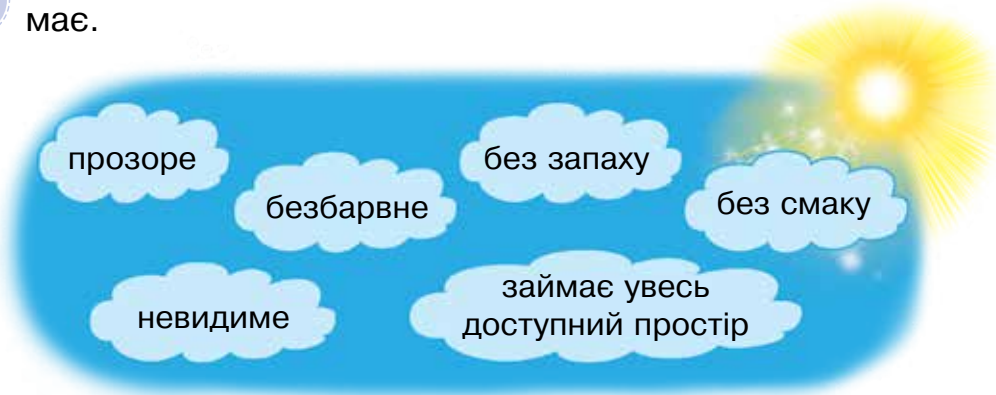 має.
прозоре
без запаху
безбарвне
без смаку
невидиме
займає увесь
доступний простір